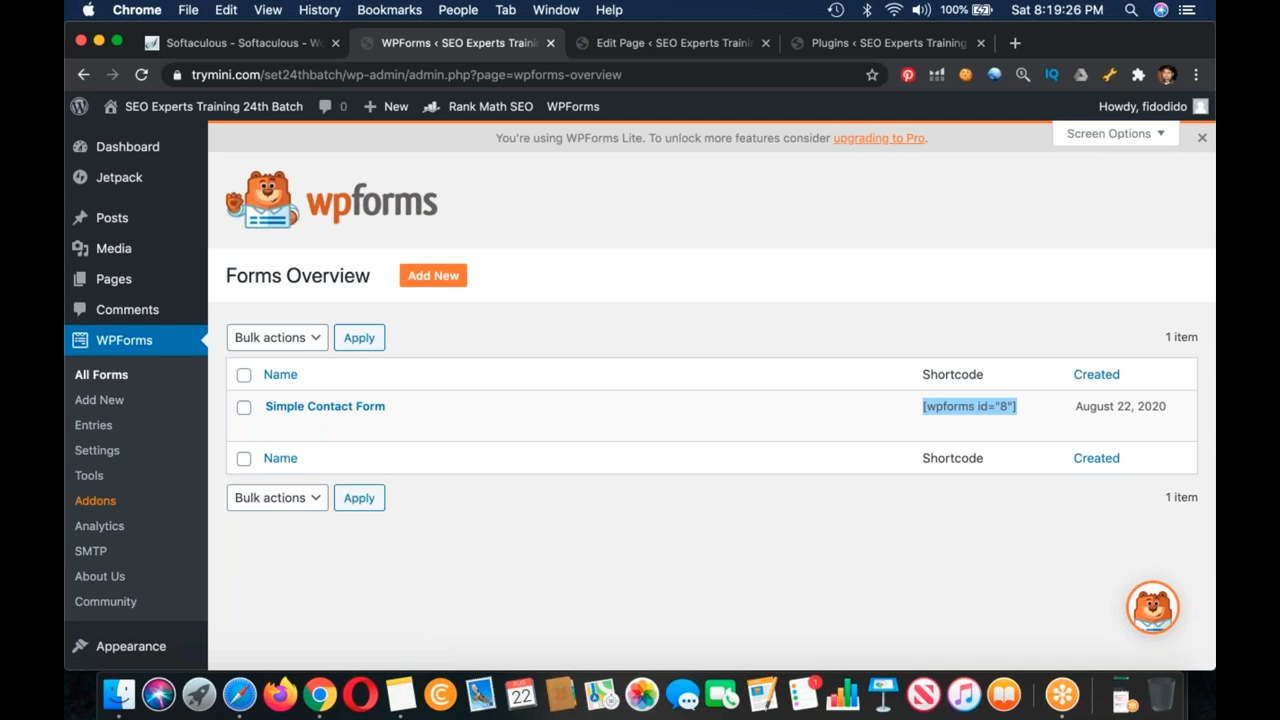 Chrome File Edit View History Bookmarks People Tab Window Help 100% Sat 8:19:26 PM
Softaculous - Softaculous - W
WPForms ‹ SEO Experts Traini
Edit Page ‹ SEO Experts Trainin
Plugins ‹ SEO Experts Training
trymini.com/set24thbatch/wp-admin/admin.php?page=wpforms-overview
IQ
SEO Experts Training 24th Batch 0 New Rank Math SEO WPForms Howdy, fidodido
You're using WPForms Lite. To unlock more features consider upgrading to Pro.
Screen Options
Dashboard
Jetpack
Posts
Media
Pages
Comments
WPForms
All Forms
Add New
Entries
Settings
Tools
Addons
Analytics
SMTP
About Us
Community
Appearance
wpforms
Forms Overview Add New
Bulk actions Apply 1 item
Name Shortcode Created
Simple Contact Form [wpforms id="8"] August 22, 2020
Name Shortcode Created
Bulk actions Apply 1 item
AUG
22
1